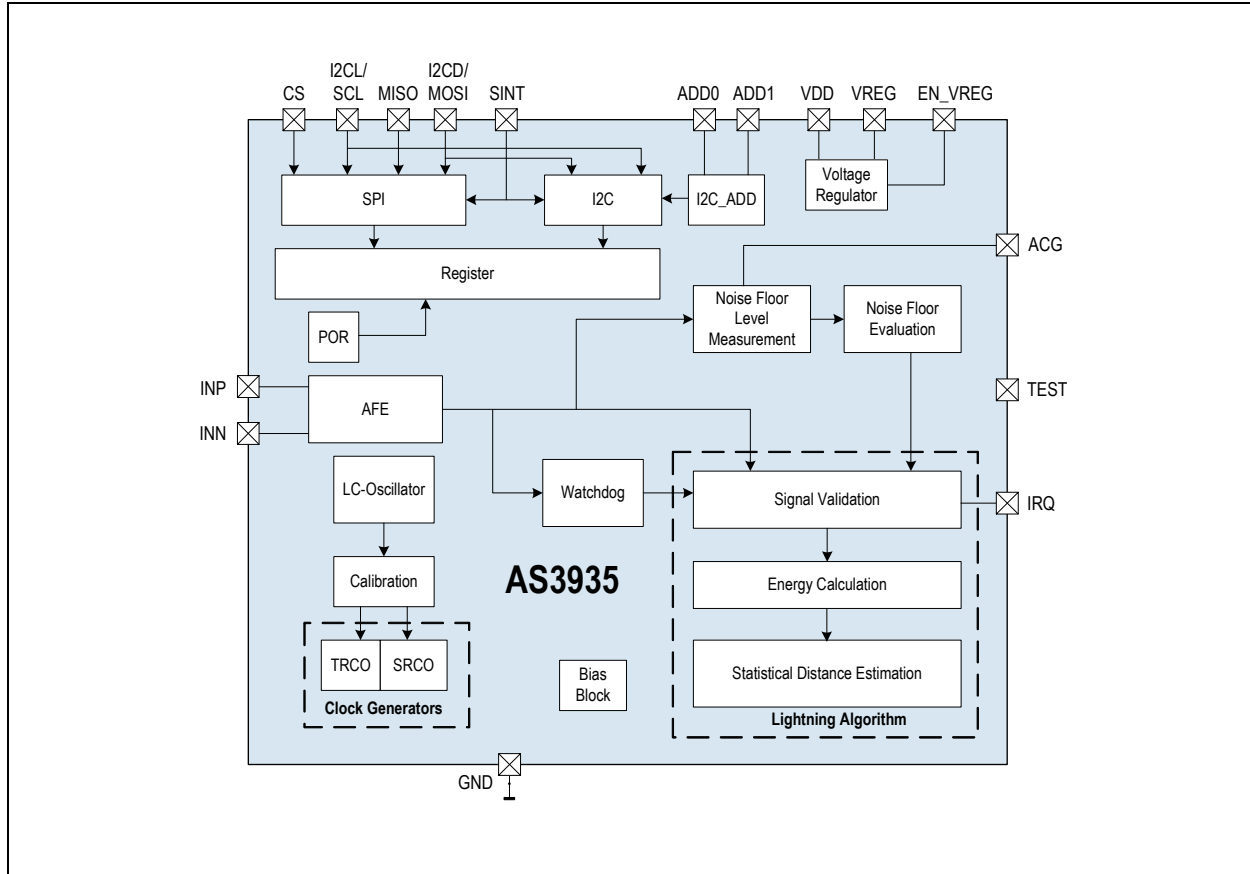 I2CL/ I2CD/
CS SCL MISO MOSI SINT ADD0 ADD1 VDD VREG EN_VREG
Voltage
Regulator
SPI I2C I2C_ADD
ACG
Register
Noise Floor
Level
Measurement
Noise Floor
Evaluation
POR
INP
AFE
TEST
INN
LC-Oscillator
Watchdog
Signal Validation
IRQ
Calibration
AS3935
Energy Calculation
TRCO SRCO
Clock Generators
Bias
Block
Statistical Distance Estimation
Lightning Algorithm
GND